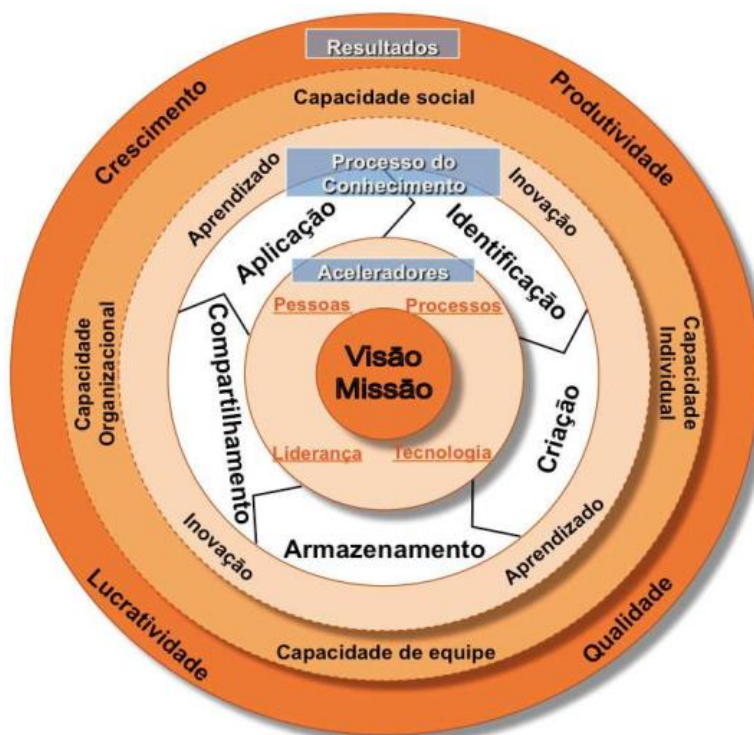 Resultados
Crescimento
Produtividade
Capacidade social
Processo do
Conhecimento
Aprendizado
Inovação
Aplicação
Identificação
Aceleradores
Pessoas
Processos
Visão
Missão
Capacidade
Organizacional
Capacidade
Individual
Compartilhamento
Criação
Liderança
Tecnologia
Armazenamento
Inovação
Aprendizado
Capacidade de equipe
Lucratividade
Qualidade